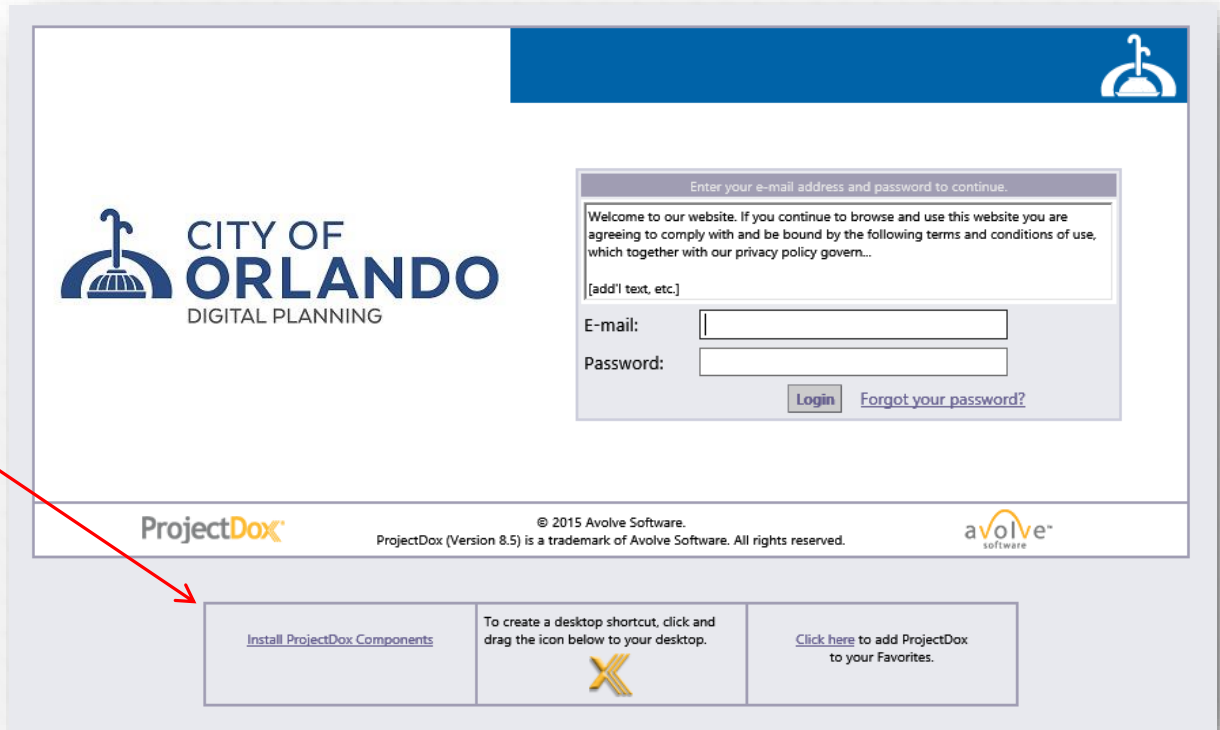 CITY OF
ORLANDO
DIGITAL PLANNING
Enter your e-mail address and password to continue.
Welcome to our website. If you continue to browse and use this website you are
agreeing to comply with and be bound by the following terms and conditions of use,
which together with our privacy policy govern...
[add'l text, etc.]
E-mail:
Password:
Login Forgot your password?
ProjectDox®
© 2015 Avolve Software.
ProjectDox (Version 8.5) is a trademark of Avolve Software. All rights reserved.
avolve℠
software
Install ProjectDox Components
To create a desktop shortcut, click and
drag the icon below to your desktop.
Click here to add ProjectDox
to your Favorites.